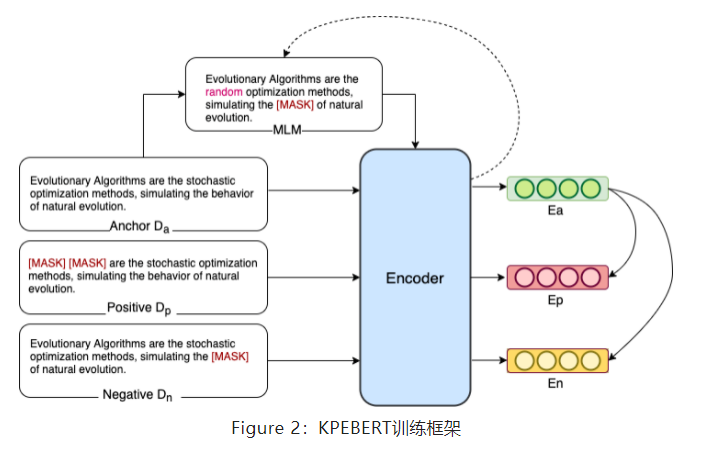 Evolutionary Algorithms are the
random optimization methods,
simulating the [MASK] of natural
evolution.
MLM
Evolutionary Algorithms are the stochastic
optimization methods, simulating the behavior
of natural evolution.
Anchor Da
[MASK] [MASK] are the stochastic optimization
methods, simulating the behavior of natural
evolution.
Positive Dp
Evolutionary Algorithms are the stochastic
optimization methods, simulating the [MASK]
of natural evolution.
Negative Dn
Encoder
Ea
Ep
En
Figure 2：KPEBERT训练框架